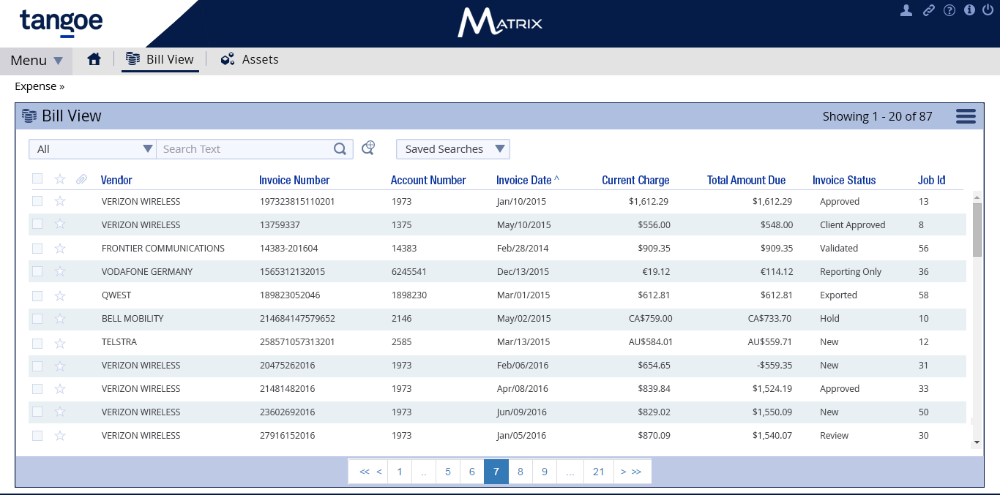 tangoe
MATRIX
Menu Bill View Assets
Expense »
Bill View Showing 1 - 20 of 87
All Search Text Saved Searches
Vendor Invoice Number Account Number Invoice Date ^ Current Charge Total Amount Due Invoice Status Job Id
VERIZON WIRELESS 197323815110201 1973 Jan/10/2015 $1,612.29 $1,612.29 Approved 13
VERIZON WIRELESS 13759337 1375 May/10/2015 $556.00 $548.00 Client Approved 8
FRONTIER COMMUNICATIONS 14383-201604 14383 Feb/28/2014 $909.35 $909.35 Validated 56
VODAFONE GERMANY 1565312132015 6245541 Dec/13/2015 €19.12 €114.12 Reporting Only 36
QWEST 189823052046 1898230 Mar/01/2015 $612.81 $612.81 Exported 58
BELL MOBILITY 214684147579652 2146 May/02/2015 CA$759.00 CA$733.70 Hold 10
TELSTRA 258571057313201 2585 Mar/13/2015 AU$584.01 AU$559.71 New 12
VERIZON WIRELESS 20475262016 1973 Feb/06/2016 $654.65 -$559.35 New 31
VERIZON WIRELESS 21481482016 1973 Apr/08/2016 $839.84 $1,524.19 Approved 33
VERIZON WIRELESS 23602692016 1973 Jun/09/2016 $829.02 $1,550.09 New 50
VERIZON WIRELESS 27916152016 1973 Jan/05/2016 $870.09 $1,540.07 Review 30
<< < 1 .. 5 6 7 8 9 ... 21 > >>